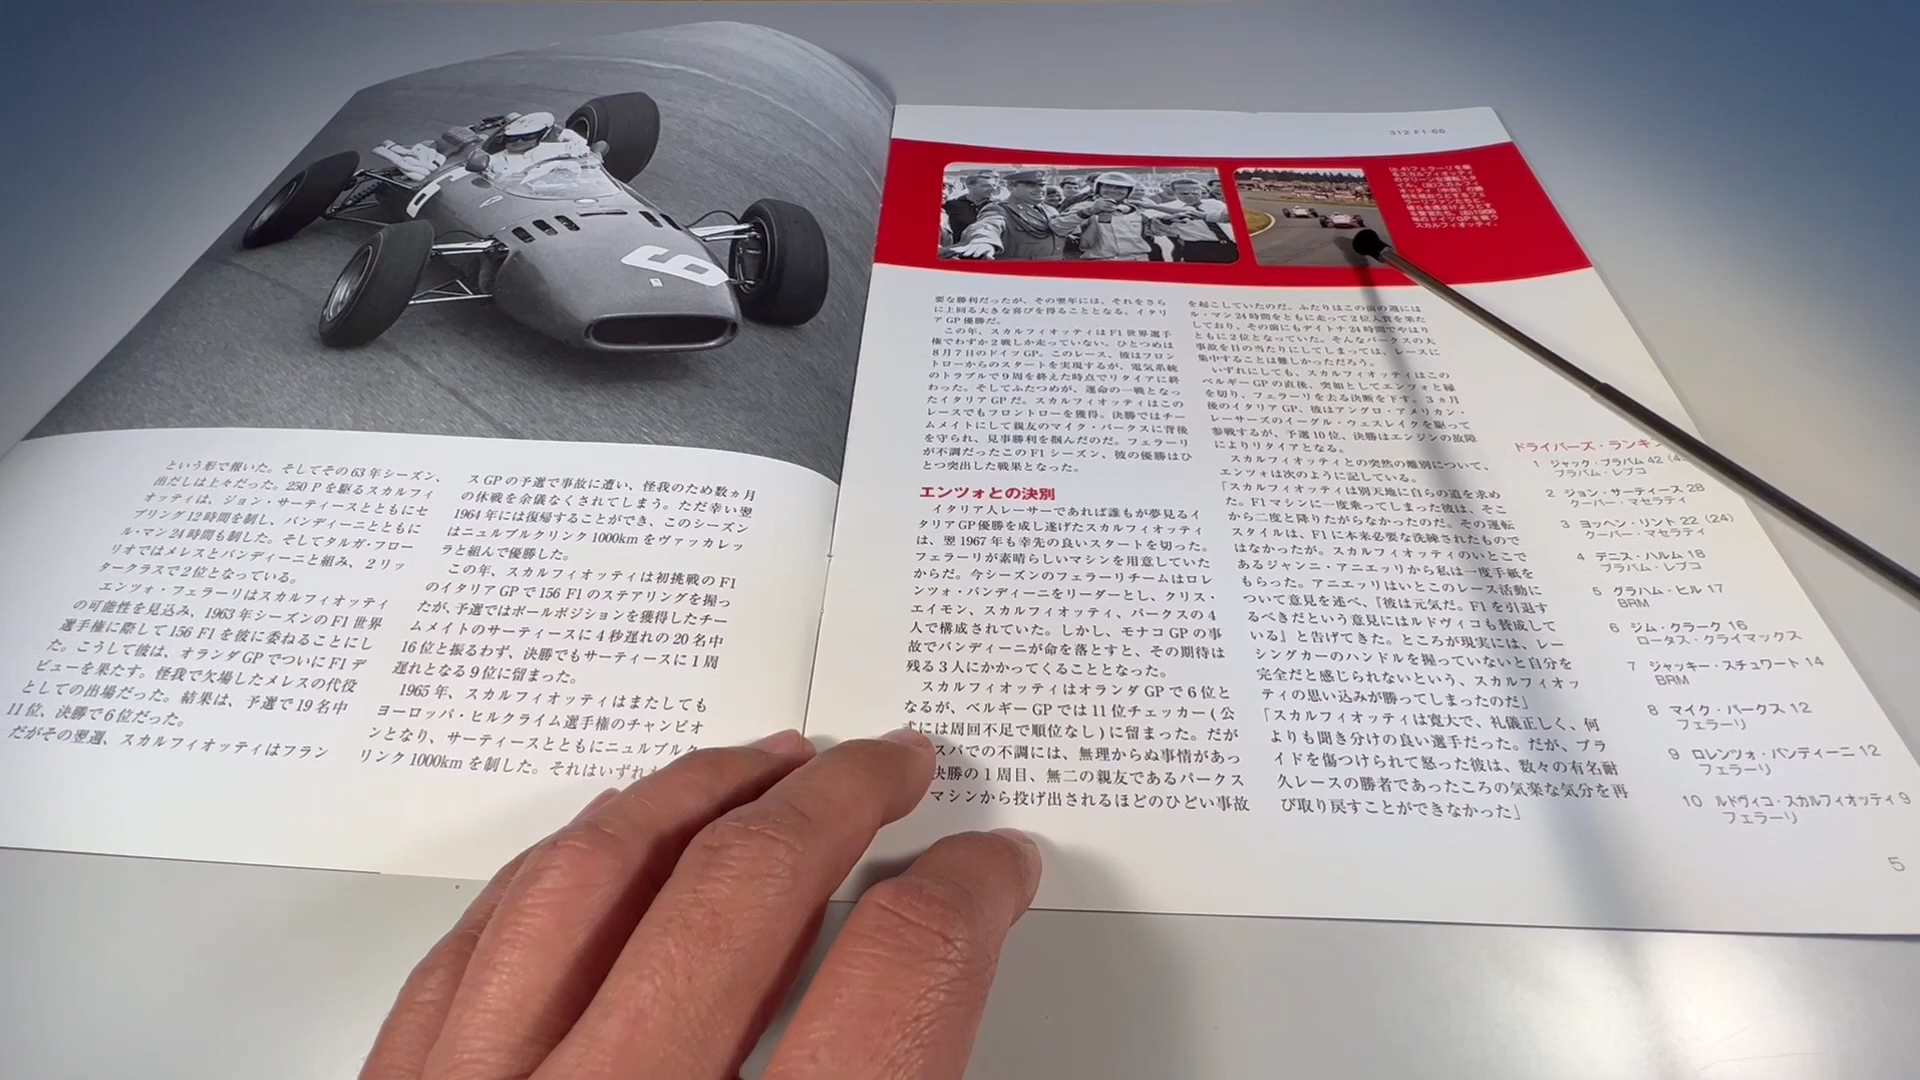 6
という形で報いた。そしてその63年シーズン、
出だしは上々だった。250 Pを駆るスカルフィ
オッティは、ジョン・サーティースとともにセ
ブリング12時間を制し、バンディーニとともに
ル・マン24時間も制した。そしてタルガ・フロー
リオではメレスとバンディーニと組み、2リッ
タークラスで2位となっている。
エンツォ・フェラーリはスカルフィオッティ
の可能性を見込み、1963年シーズンのF1世界
選手権に際して156 F1を彼に委ねることにし
た。こうして彼は、オランダGPでついにF1デ
ビューを果たす。怪我で欠場したメレスの代役
としての出場だった。結果は、予選で19名中
11位、決勝で6位だった。
だがその翌週、スカルフィオッティはフラン
スGPの予選で事故に遭い、怪我のため数ヵ月
の休戦を余儀なくされてしまう。ただ幸い翌
1964年には復帰することができ、このシーズン
はニュルブルクリンク1000kmをヴァッカレッ
ラと組んで優勝した。
この年、スカルフィオッティは初挑戦のF1
のイタリアGPで156 F1のステアリングを握っ
たが、予選ではポールポジションを獲得したチー
ムメイトのサーティースに4秒遅れの20名中
16位と振るわず、決勝でもサーティースに1周
遅れとなる9位に留まった。
1965年、スカルフィオッティはまたしても
ヨーロッパ・ヒルクライム選手権のチャンピオ
ンとなり、サーティースとともにニュルブルク
リンク1000kmを制した。それはいずれ
312 F1-66
要な勝利だったが、その翌年には、それをさら
に上回る大きな喜びを得ることとなる。イタリ
アGP優勝だ。
この年、スカルフィオッティはF1世界選手
権でわずか2戦しか走っていない。ひとつめは
8月7日のドイツGP。このレース、彼はフロン
トローからのスタートを実現するが、電気系統
のトラブルで9周を終えた時点でリタイアに終
わった。そしてふたつめが、運命の一戦となっ
たイタリアGPだ。スカルフィオッティはこの
レースでもフロントローを獲得。決勝ではチー
ムメイトにして親友のマイク・パークスに背後
を守られ、見事勝利を掴んだのだ。フェラーリ
が不調だったこのF1シーズン、彼の優勝はひ
とつ突出した戦果となった。
エンツォとの決別
イタリア人レーサーであれば誰もが夢見るイ
タリアGP優勝を成し遂げたスカルフィオッティ
は、翌1967年も幸先の良いスタートを切った。
フェラーリが素晴らしいマシンを用意していた
からだ。今シーズンのフェラーリチームはロレ
ンツォ・バンディーニをリーダーとし、クリス・
エイモン、スカルフィオッティ、パークスの4
人で構成されていた。しかし、モナコGPの事
故でバンディーニが命を落とすと、その期待は
残る3人にかかってくることとなった。
スカルフィオッティはオランダGPで6位と
なるが、ベルギーGPでは11位チェッカー(公
式には周回不足で順位なし)に留まった。だが
スパでの不調には、無理からぬ事情があっ
決勝の1周目、無二の親友であるパークス
マシンから投げ出されるほどのひどい事故
を起こしていたのだ。ふたりはこの前の週には
ル・マン24時間をともに走って2位入賞を果た
しており、その前にもデイトナ24時間でやはり
ともに2位となっていた。そんなパークスの大
事故を目の当たりにしてしまっては、レースに
集中することは難しかっただろう。
いずれにしても、スカルフィオッティはこの
ベルギーGPの直後、突如としてエンツォと縁
を切り、フェラーリを去る決断を下す。3ヵ月
後のイタリアGP、彼はアングロ・アメリカン・
レーサーズのイーグル・ウェスレイクを駆って
参戦するが、予選10位、決勝はエンジンの故障
によりリタイアとなる。
スカルフィオッティとの突然の離別について、
エンツォは次のように記している。
「スカルフィオッティは別天地に自らの道を求め
た。F1マシンに一度乗ってしまった彼は、そこ
から二度と降りたがらなかったのだ。その運転
スタイルは、F1に本来必要な洗練されたもので
はなかったが。スカルフィオッティのいとこで
あるジャンニ・アニエッリから私は一度手紙を
もらった。アニエッリはいとこのレース活動に
ついて意見を述べ、『彼は元気だ。F1を引退す
るべきだという意見にはルドヴィコも賛成して
いる』と告げてきた。ところが現実には、レー
シングカーのハンドルを握っていないと自分を
完全だと感じられないという、スカルフィオッ
ティの思い込みが勝ってしまったのだ」
「スカルフィオッティは寛大で、礼儀正しく、何
よりも聞き分けの良い選手だった。だが、プラ
イドを傷つけられて怒った彼は、数々の有名耐
久レースの勝者であったころの気楽な気分を再
び取り戻すことができなかった」
ドライバーズ・ランキン
1 ジャック・ブラバム 42
ブラバム・レプコ
2 ジョン・サーティース 28
クーパー・マセラティ
3 ヨッヘン・リント 22 (24)
クーパー・マセラティ
4 デニス・ハルム 18
ブラバム・レプコ
5 グラハム・ヒル 17
BRM
6 ジム・クラーク 16
ロータス・クライマックス
7 ジャッキー・スチュワート 14
BRM
8 マイク・パークス 12
フェラーリ
9 ロレンツォ・バンディーニ 12
フェラーリ
10 ルドヴィコ・スカルフィオッティ 9
フェラーリ
5